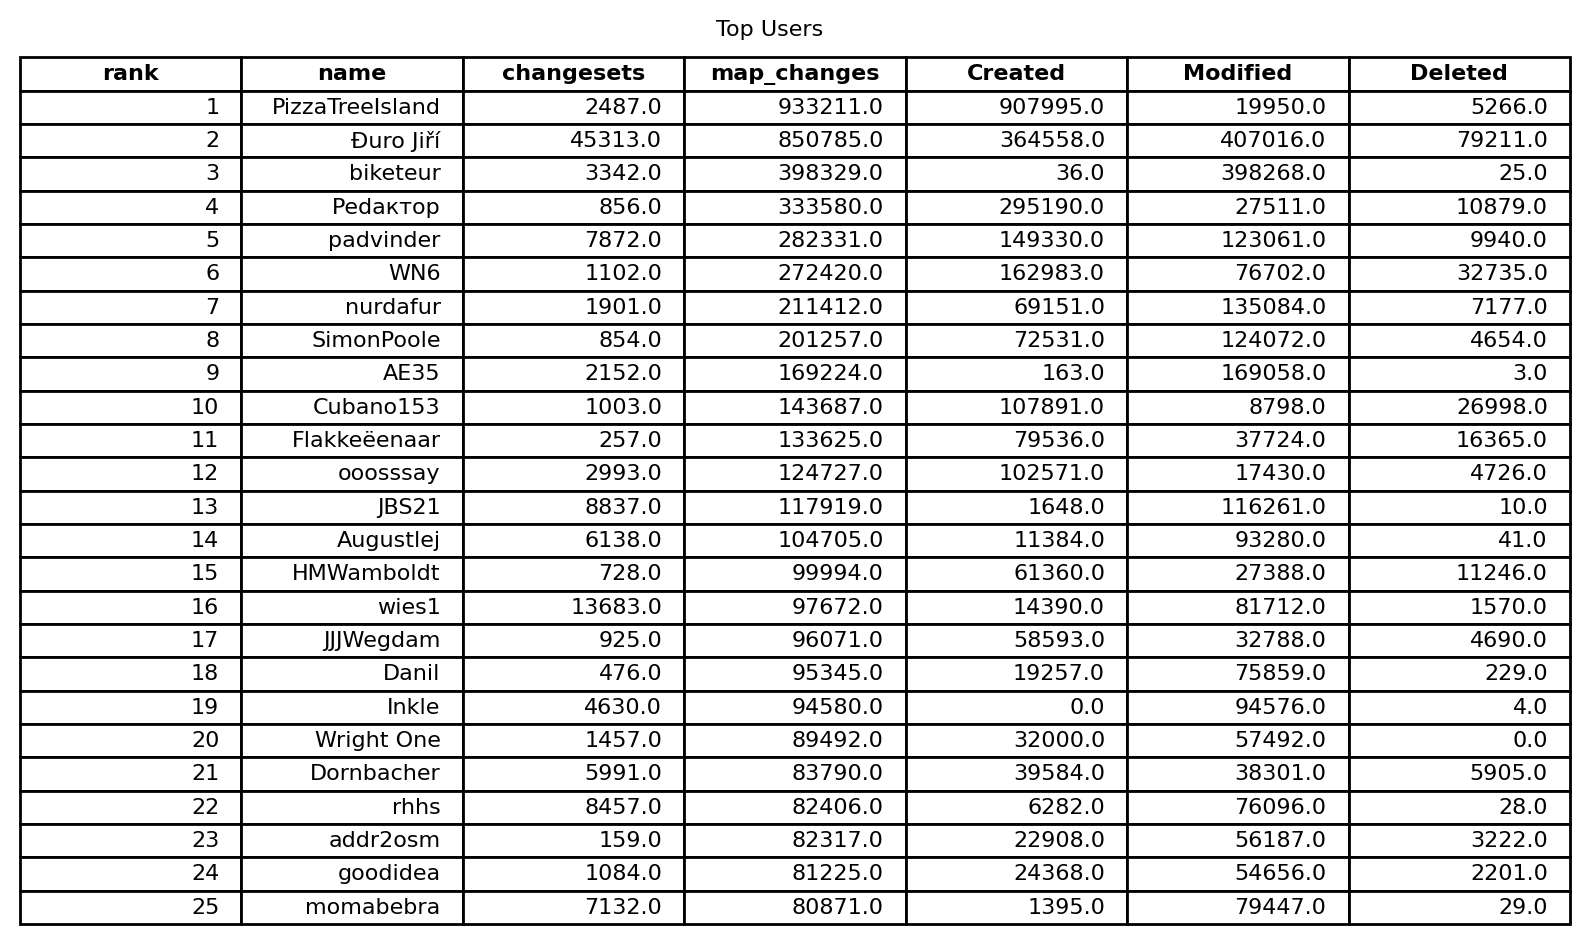 Top Users
rank name changesets map_changes Created Modified Deleted
1 PizzaTreeIsland 2487.0 933211.0 907995.0 19950.0 5266.0
2 Đuro Jiří 45313.0 850785.0 364558.0 407016.0 79211.0
3 biketeur 3342.0 398329.0 36.0 398268.0 25.0
4 Pedaктор 856.0 333580.0 295190.0 27511.0 10879.0
5 padvinder 7872.0 282331.0 149330.0 123061.0 9940.0
6 WN6 1102.0 272420.0 162983.0 76702.0 32735.0
7 nurdafur 1901.0 211412.0 69151.0 135084.0 7177.0
8 SimonPoole 854.0 201257.0 72531.0 124072.0 4654.0
9 AE35 2152.0 169224.0 163.0 169058.0 3.0
10 Cubano153 1003.0 143687.0 107891.0 8798.0 26998.0
11 Flakkeëenaar 257.0 133625.0 79536.0 37724.0 16365.0
12 ooosssay 2993.0 124727.0 102571.0 17430.0 4726.0
13 JBS21 8837.0 117919.0 1648.0 116261.0 10.0
14 Augustlej 6138.0 104705.0 11384.0 93280.0 41.0
15 HMWamboldt 728.0 99994.0 61360.0 27388.0 11246.0
16 wies1 13683.0 97672.0 14390.0 81712.0 1570.0
17 JJJWegdam 925.0 96071.0 58593.0 32788.0 4690.0
18 Danil 476.0 95345.0 19257.0 75859.0 229.0
19 Inkle 4630.0 94580.0 0.0 94576.0 4.0
20 Wright One 1457.0 89492.0 32000.0 57492.0 0.0
21 Dornbacher 5991.0 83790.0 39584.0 38301.0 5905.0
22 rhhs 8457.0 82406.0 6282.0 76096.0 28.0
23 addr2osm 159.0 82317.0 22908.0 56187.0 3222.0
24 goodidea 1084.0 81225.0 24368.0 54656.0 2201.0
25 momabebra 7132.0 80871.0 1395.0 79447.0 29.0